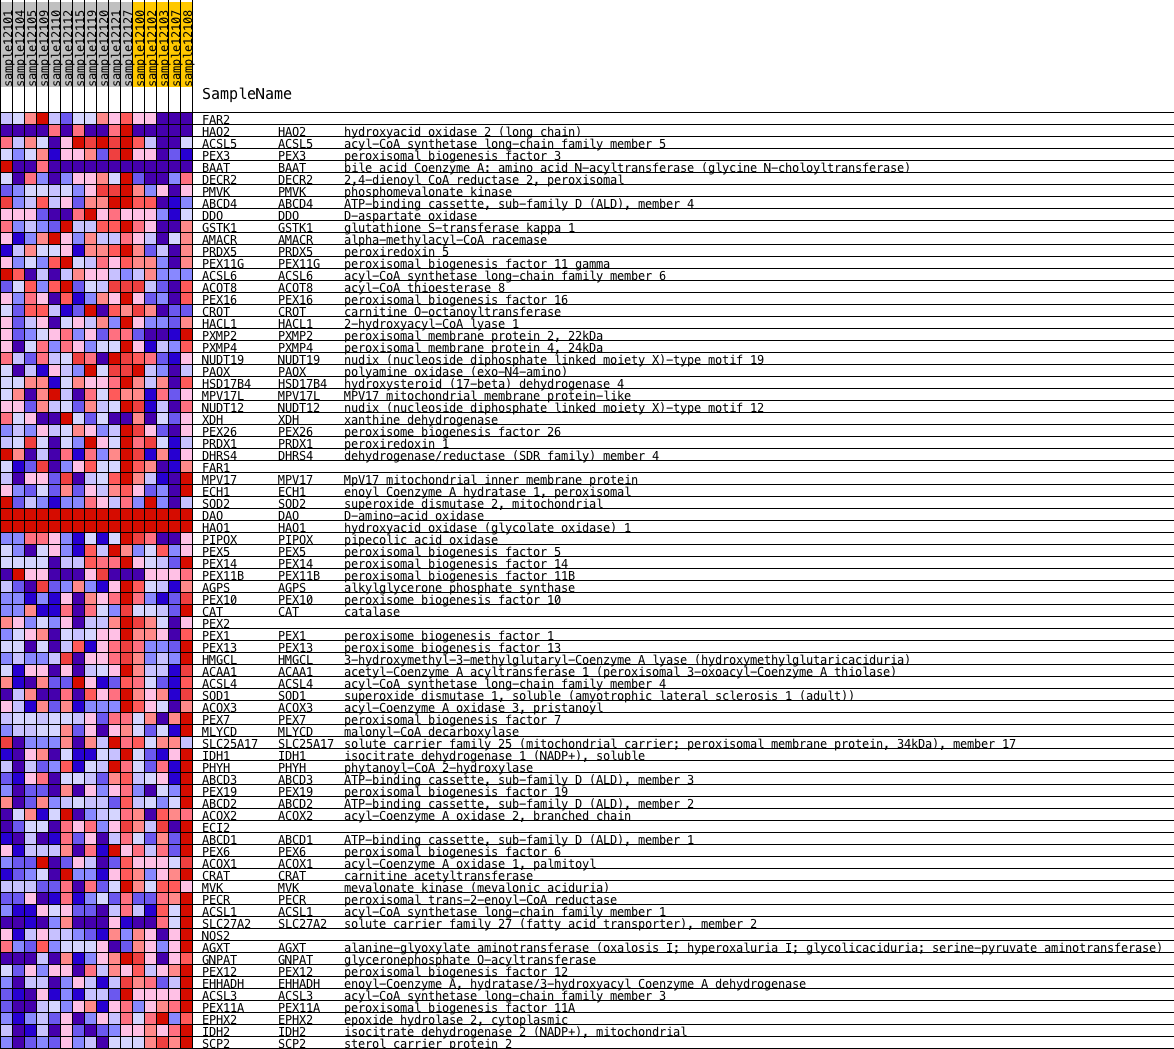 sample12101
sample12104
sample12105
sample12109
sample12110
sample12112
sample12115
sample12119
sample12120
sample12121
sample12127
sample12100
sample12102
sample12103
sample12107
sample12108
SampleName
FAR2
HAO2 HAO2 hydroxyacid oxidase 2 (long chain)
ACSL5 ACSL5 acyl-CoA synthetase long-chain family member 5
PEX3 PEX3 peroxisomal biogenesis factor 3
BAAT BAAT bile acid Coenzyme A: amino acid N-acyltransferase (glycine N-choloyltransferase)
DECR2 DECR2 2,4-dienoyl CoA reductase 2, peroxisomal
PMVK PMVK phosphomevalonate kinase
ABCD4 ABCD4 ATP-binding cassette, sub-family D (ALD), member 4
DDO DDO D-aspartate oxidase
GSTK1 GSTK1 glutathione S-transferase kappa 1
AMACR AMACR alpha-methylacyl-CoA racemase
PRDX5 PRDX5 peroxiredoxin 5
PEX11G PEX11G peroxisomal biogenesis factor 11 gamma
ACSL6 ACSL6 acyl-CoA synthetase long-chain family member 6
ACOT8 ACOT8 acyl-CoA thioesterase 8
PEX16 PEX16 peroxisomal biogenesis factor 16
CROT CROT carnitine O-octanoyltransferase
HACL1 HACL1 2-hydroxyacyl-CoA lyase 1
PXMP2 PXMP2 peroxisomal membrane protein 2, 22kDa
PXMP4 PXMP4 peroxisomal membrane protein 4, 24kDa
NUDT19 NUDT19 nudix (nucleoside diphosphate linked moiety X)-type motif 19
PAOX PAOX polyamine oxidase (exo-N4-amino)
HSD17B4 HSD17B4 hydroxysteroid (17-beta) dehydrogenase 4
MPV17L MPV17L MPV17 mitochondrial membrane protein-like
NUDT12 NUDT12 nudix (nucleoside diphosphate linked moiety X)-type motif 12
XDH XDH xanthine dehydrogenase
PEX26 PEX26 peroxisome biogenesis factor 26
PRDX1 PRDX1 peroxiredoxin 1
DHRS4 DHRS4 dehydrogenase/reductase (SDR family) member 4
FAR1
MPV17 MPV17 MpV17 mitochondrial inner membrane protein
ECH1 ECH1 enoyl Coenzyme A hydratase 1, peroxisomal
SOD2 SOD2 superoxide dismutase 2, mitochondrial
DAO DAO D-amino-acid oxidase
HAO1 HAO1 hydroxyacid oxidase (glycolate oxidase) 1
PIPOX PIPOX pipecolic acid oxidase
PEX5 PEX5 peroxisomal biogenesis factor 5
PEX14 PEX14 peroxisomal biogenesis factor 14
PEX11B PEX11B peroxisomal biogenesis factor 11B
AGPS AGPS alkylglycerone phosphate synthase
PEX10 PEX10 peroxisome biogenesis factor 10
CAT CAT catalase
PEX2
PEX1 PEX1 peroxisome biogenesis factor 1
PEX13 PEX13 peroxisome biogenesis factor 13
HMGCL HMGCL 3-hydroxymethyl-3-methylglutaryl-Coenzyme A lyase (hydroxymethylglutaricaciduria)
ACAA1 ACAA1 acetyl-Coenzyme A acyltransferase 1 (peroxisomal 3-oxoacyl-Coenzyme A thiolase)
ACSL4 ACSL4 acyl-CoA synthetase long-chain family member 4
SOD1 SOD1 superoxide dismutase 1, soluble (amyotrophic lateral sclerosis 1 (adult))
ACOX3 ACOX3 acyl-Coenzyme A oxidase 3, pristanoyl
PEX7 PEX7 peroxisomal biogenesis factor 7
MLYCD MLYCD malonyl-CoA decarboxylase
SLC25A17 SLC25A17 solute carrier family 25 (mitochondrial carrier; peroxisomal membrane protein, 34kDa), member 17
IDH1 IDH1 isocitrate dehydrogenase 1 (NADP+), soluble
PHYH PHYH phytanoyl-CoA 2-hydroxylase
ABCD3 ABCD3 ATP-binding cassette, sub-family D (ALD), member 3
PEX19 PEX19 peroxisomal biogenesis factor 19
ABCD2 ABCD2 ATP-binding cassette, sub-family D (ALD), member 2
ACOX2 ACOX2 acyl-Coenzyme A oxidase 2, branched chain
ECI2
ABCD1 ABCD1 ATP-binding cassette, sub-family D (ALD), member 1
PEX6 PEX6 peroxisomal biogenesis factor 6
ACOX1 ACOX1 acyl-Coenzyme A oxidase 1, palmitoyl
CRAT CRAT carnitine acetyltransferase
MVK MVK mevalonate kinase (mevalonic aciduria)
PECR PECR peroxisomal trans-2-enoyl-CoA reductase
ACSL1 ACSL1 acyl-CoA synthetase long-chain family member 1
SLC27A2 SLC27A2 solute carrier family 27 (fatty acid transporter), member 2
NOS2
AGXT AGXT alanine-glyoxylate aminotransferase (oxalosis I; hyperoxaluria I; glycolicaciduria; serine-pyruvate aminotransferase)
GNPAT GNPAT glyceronephosphate O-acyltransferase
PEX12 PEX12 peroxisomal biogenesis factor 12
EHHADH EHHADH enoyl-Coenzyme A, hydratase/3-hydroxyacyl Coenzyme A dehydrogenase
ACSL3 ACSL3 acyl-CoA synthetase long-chain family member 3
PEX11A PEX11A peroxisomal biogenesis factor 11A
EPHX2 EPHX2 epoxide hydrolase 2, cytoplasmic
IDH2 IDH2 isocitrate dehydrogenase 2 (NADP+), mitochondrial
SCP2 SCP2 sterol carrier protein 2